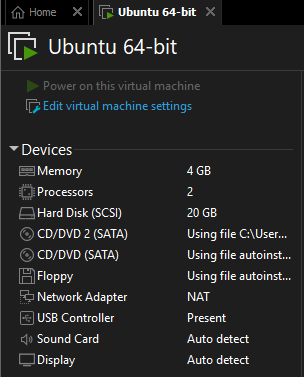 Home
Ubuntu 64-bit
Ubuntu 64-bit
Power on this virtual machine
Edit virtual machine settings
Devices
Memory 4 GB
Processors 2
Hard Disk (SCSI) 20 GB
CD/DVD 2 (SATA) Using file C:\User...
CD/DVD (SATA) Using file autoinst...
Floppy Using file autoinst...
Network Adapter NAT
USB Controller Present
Sound Card Auto detect
Display Auto detect